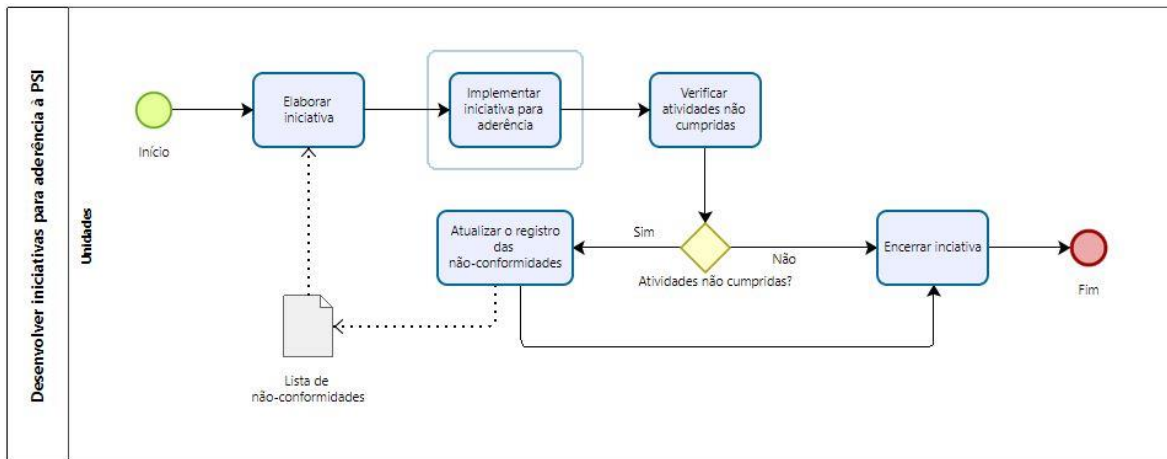 Desenvolver iniciativas para aderência à PSI
Unidades
Início
Elaborar
iniciativa
Implementar
iniciativa para
aderência
Verificar
atividades não
cumpridas
Atualizar o registro
das
não-conformidades
Sim
Não
Atividades não cumpridas?
Encerrar inciativa
Fim
Lista de
não-conformidades